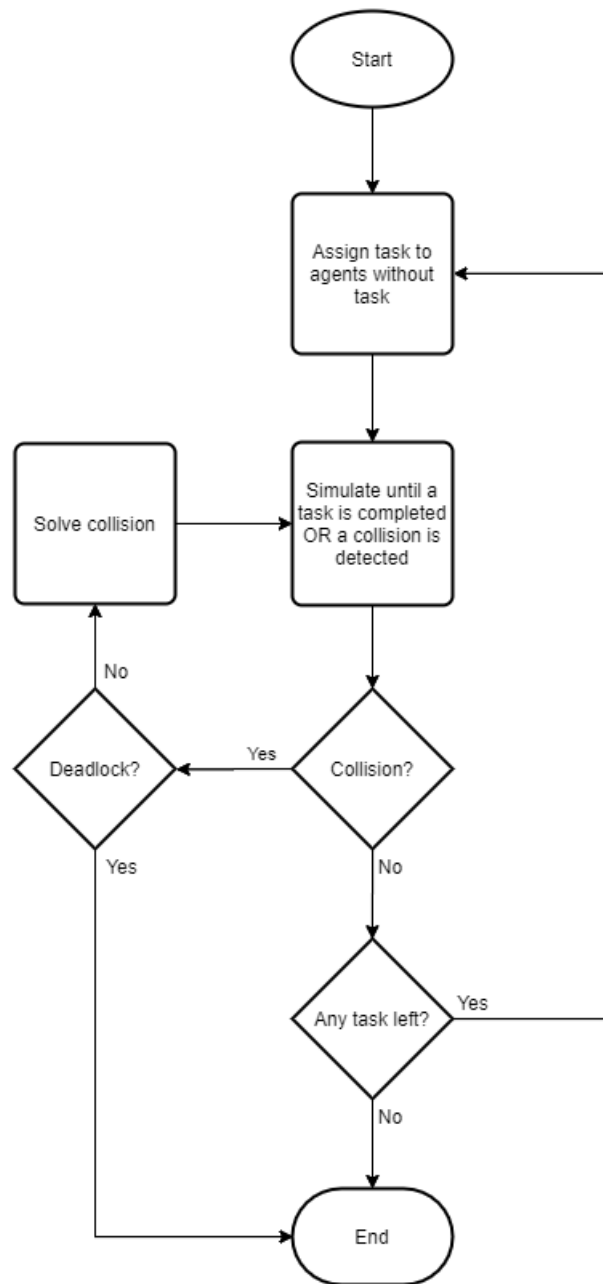 Start
Assign task to
agents without
task
Solve collision
Simulate until a
task is completed
OR a collision is
detected
No
Deadlock?
Yes
Collision?
Yes
No
Any task left?
Yes
No
End